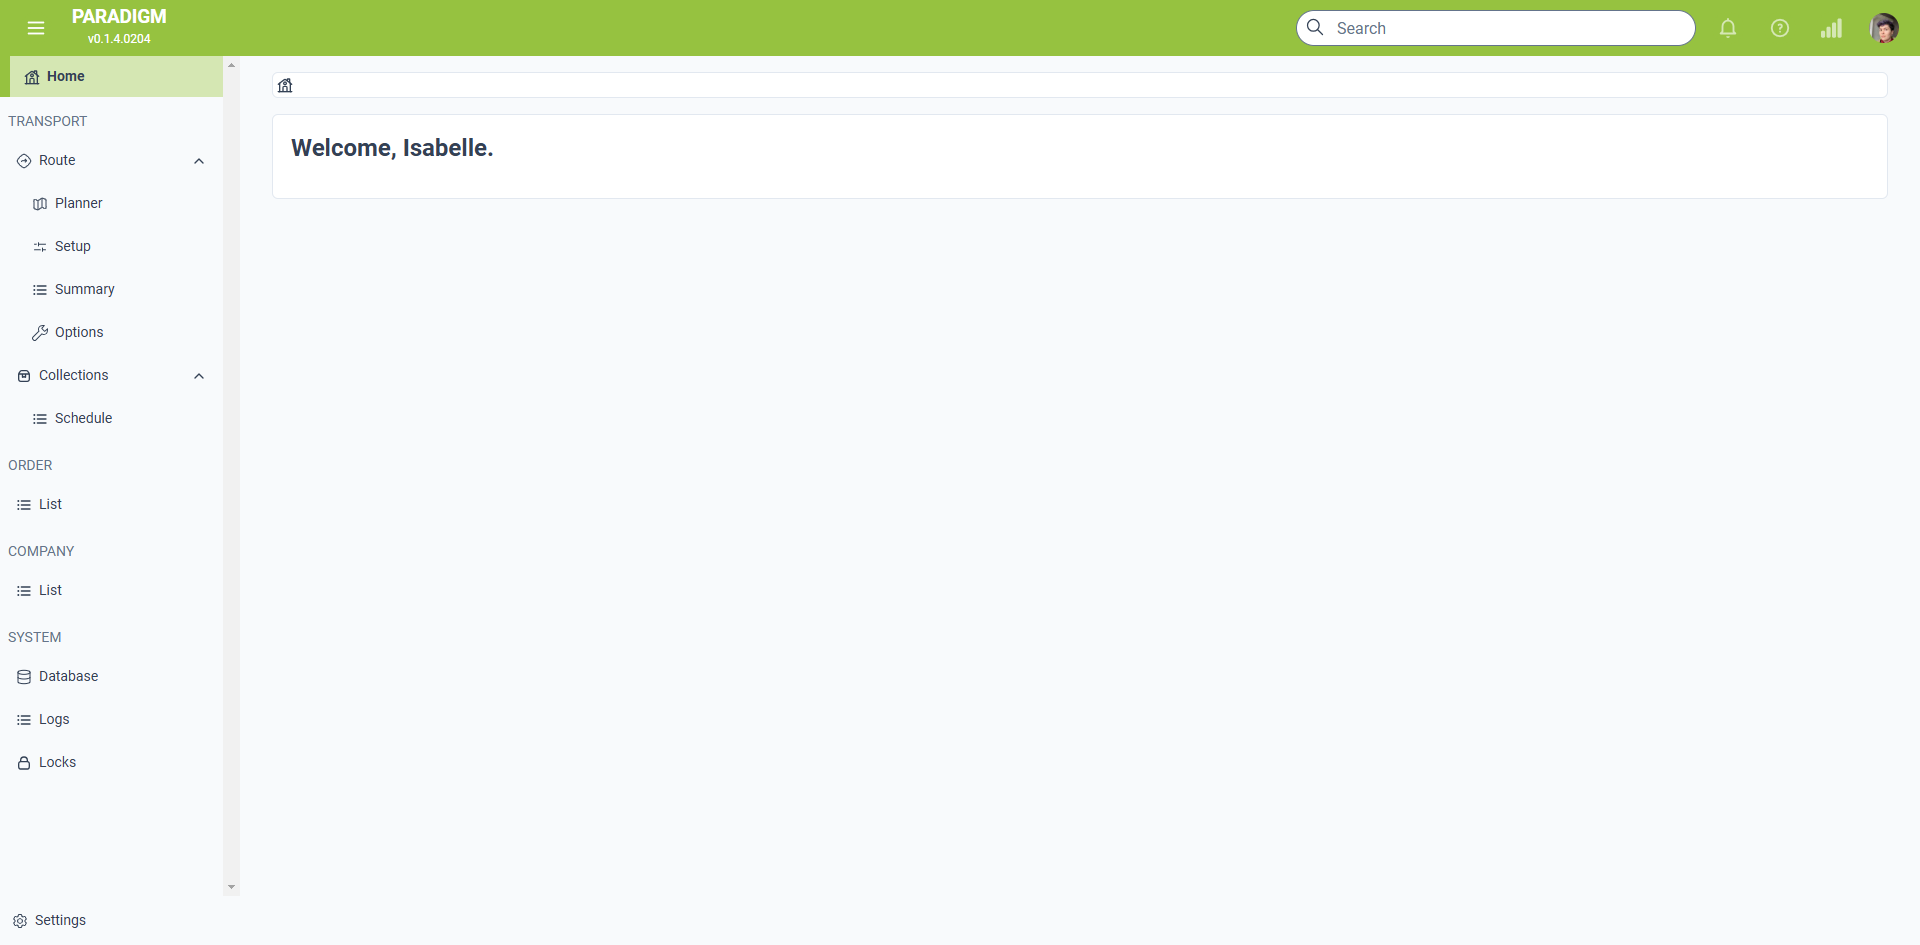 PARADIGM
v0.1.4.0204
Search
Home
TRANSPORT
Route
Planner
Setup
Summary
Options
Collections
Schedule
ORDER
List
COMPANY
List
SYSTEM
Database
Logs
Locks
Settings
Welcome, Isabelle.